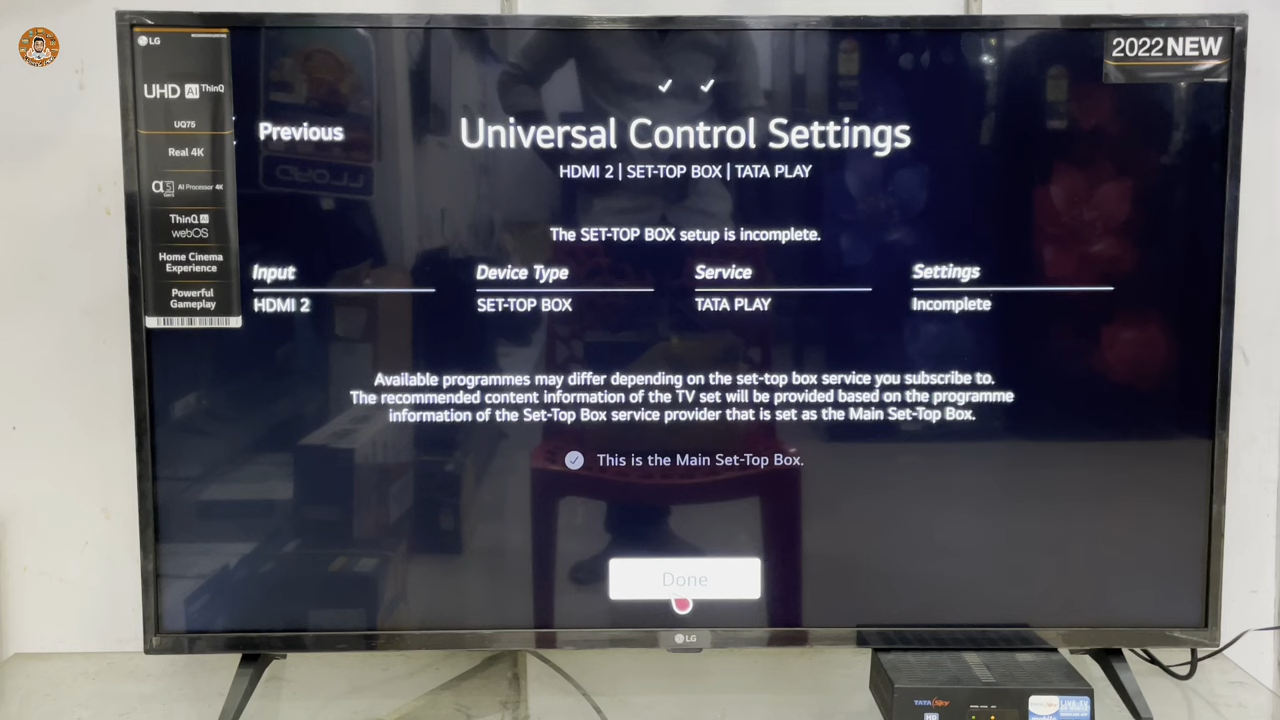 LG
UHD AI ThinQ
UQ75
Real 4K
α5 AI Processor 4K
ThinQ AI
webOS
Home Cinema
Experience
Powerful
Gameplay
2022 NEW
Previous
Universal Control Settings
HDMI 2 | SET-TOP BOX | TATA PLAY
The SET-TOP BOX setup is incomplete.
Input Device Type Service Settings
HDMI 2 SET-TOP BOX TATA PLAY Incomplete
Available programmes may differ depending on the set-top box service you subscribe to.
The recommended content information of the TV set will be provided based on the programme
information of the Set-Top Box service provider that is set as the Main Set-Top Box.
This is the Main Set-Top Box.
Done
LG
TATA Sky
HD